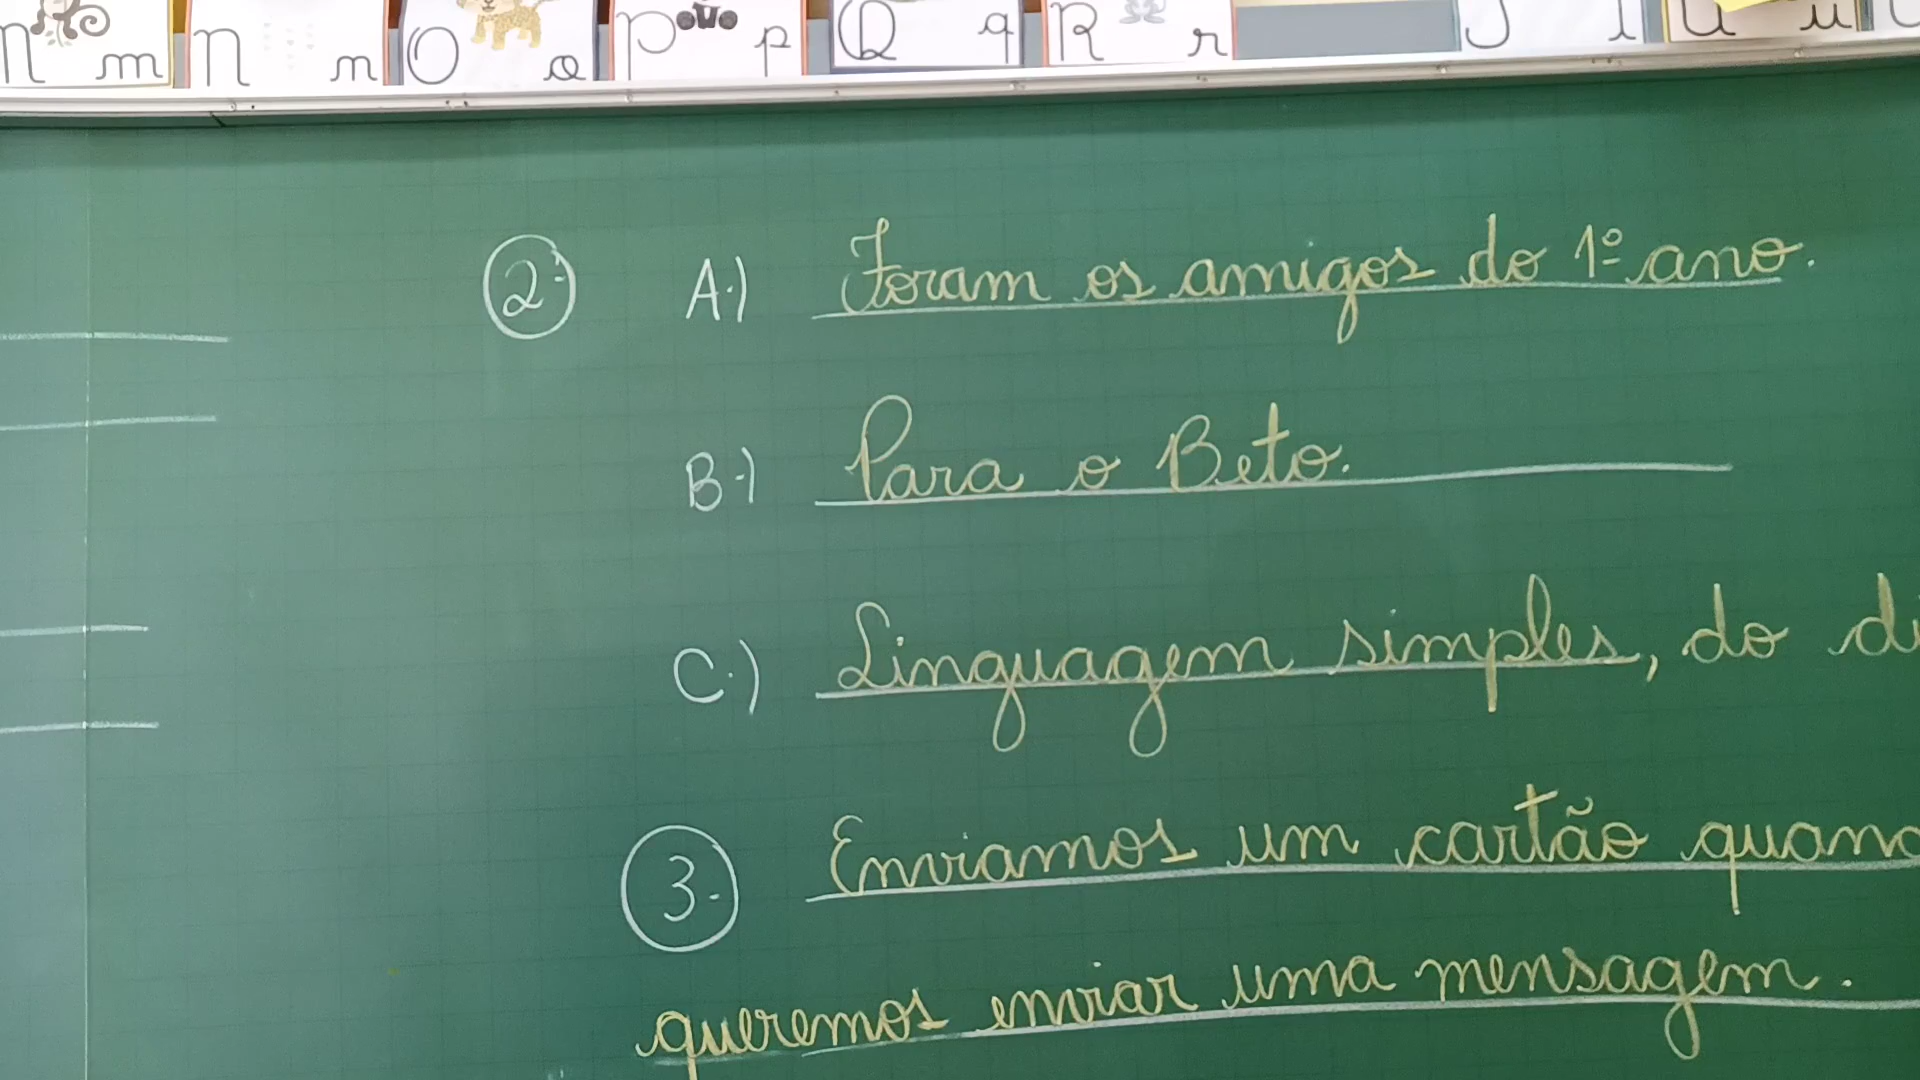 m n m O o P p Q q R r u u
2. A.) Foram os amigos do 1º ano.
B.) Para o Beto.
C.) Linguagem simples, do
3. Enviamos um cartão
queremos enviar uma mensagem.